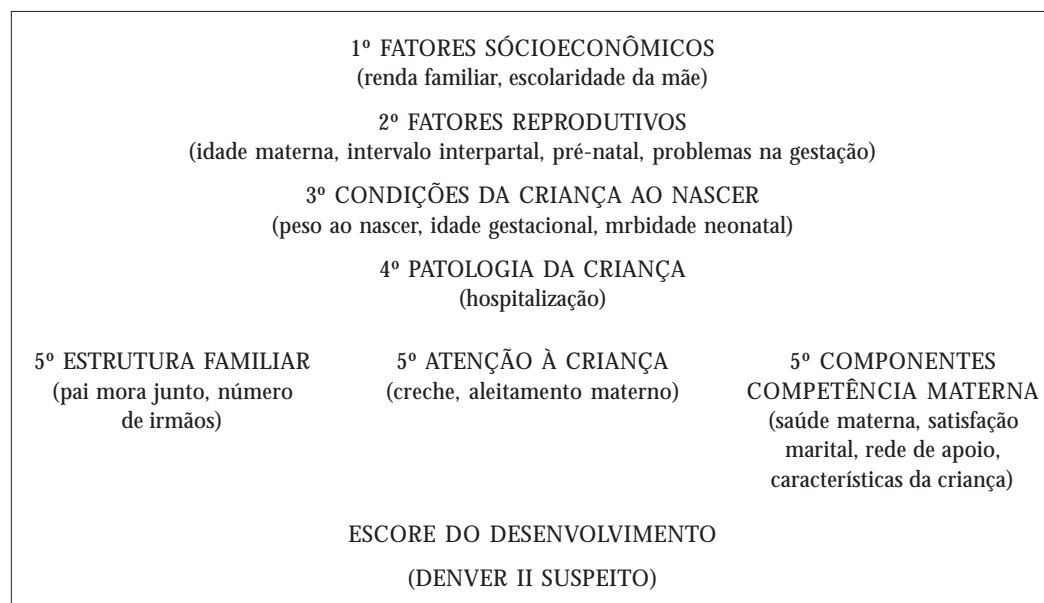 1º FATORES SÓCIOECONÔMICOS
(renda familiar, escolaridade da mãe)
2º FATORES REPRODUTIVOS
(idade materna, intervalo interpartal, pré-natal, problemas na gestação)
3º CONDIÇÕES DA CRIANÇA AO NASCER
(peso ao nascer, idade gestacional, mrbidade neonatal)
4º PATOLOGIA DA CRIANÇA
(hospitalização)
5º ESTRUTURA FAMILIAR
(pai mora junto, número
de irmãos)
5º ATENÇÃO À CRIANÇA
(creche, aleitamento materno)
5º COMPONENTES
COMPETÊNCIA MATERNA
(saúde materna, satisfação
marital, rede de apoio,
características da criança)
ESCORE DO DESENVOLVIMENTO
(DENVER II SUSPEITO)